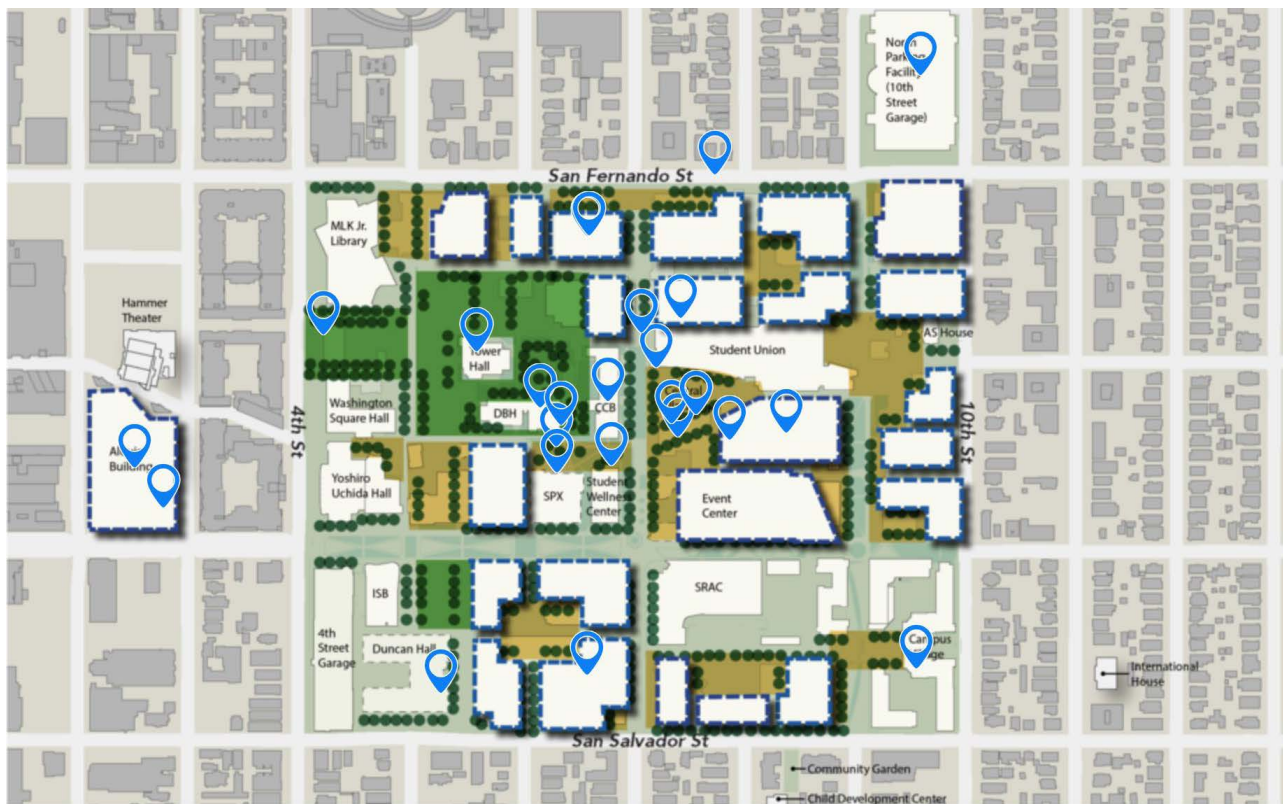 North
Parking
Facility
(10th
Street
Garage)
San Fernando St
MLK Jr.
Library
Hammer
Theater
AS House
Tower
Hall
Student Union
Washington
Square Hall
DBH
CCB
4th St
10th St
Building
Yoshiro
Uchida Hall
SPX
Student
Wellness
Center
Event
Center
ISB
SRAC
4th
Street
Garage
Duncan Hall
Campus
International
House
San Salvador St
Community Garden
Child Development Center